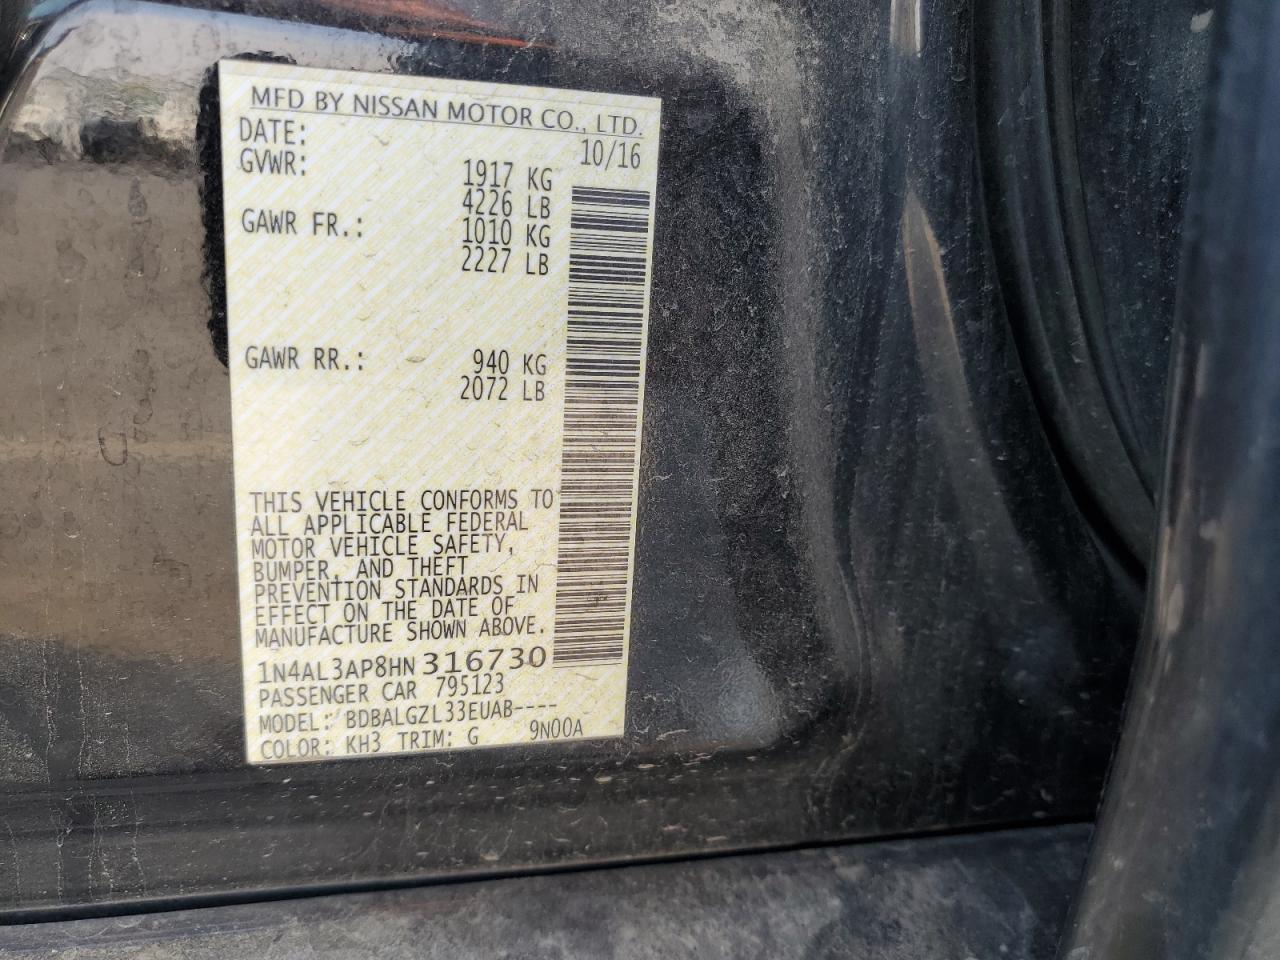 MFD BY NISSAN MOTOR CO., LTD.
DATE: 10/16
GVWR: 1917 KG
4226 LB
GAWR FR.: 1010 KG
2227 LB
GAWR RR.: 940 KG
2072 LB
THIS VEHICLE CONFORMS TO
ALL APPLICABLE FEDERAL
MOTOR VEHICLE SAFETY,
BUMPER, AND THEFT
PREVENTION STANDARDS IN
EFFECT ON THE DATE OF
MANUFACTURE SHOWN ABOVE.
1N4AL3AP8HN316730
PASSENGER CAR 795123
MODEL: BDBALGZL33EUAB----
COLOR: KH3 TRIM: G 9N00A